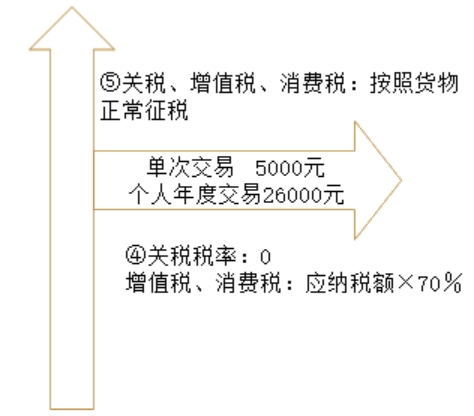 ⑤关税、增值税、消费税：按照货物
正常征税
单次交易 5000元
个人年度交易26000元
④关税税率：0
增值税、消费税：应纳税额×70%